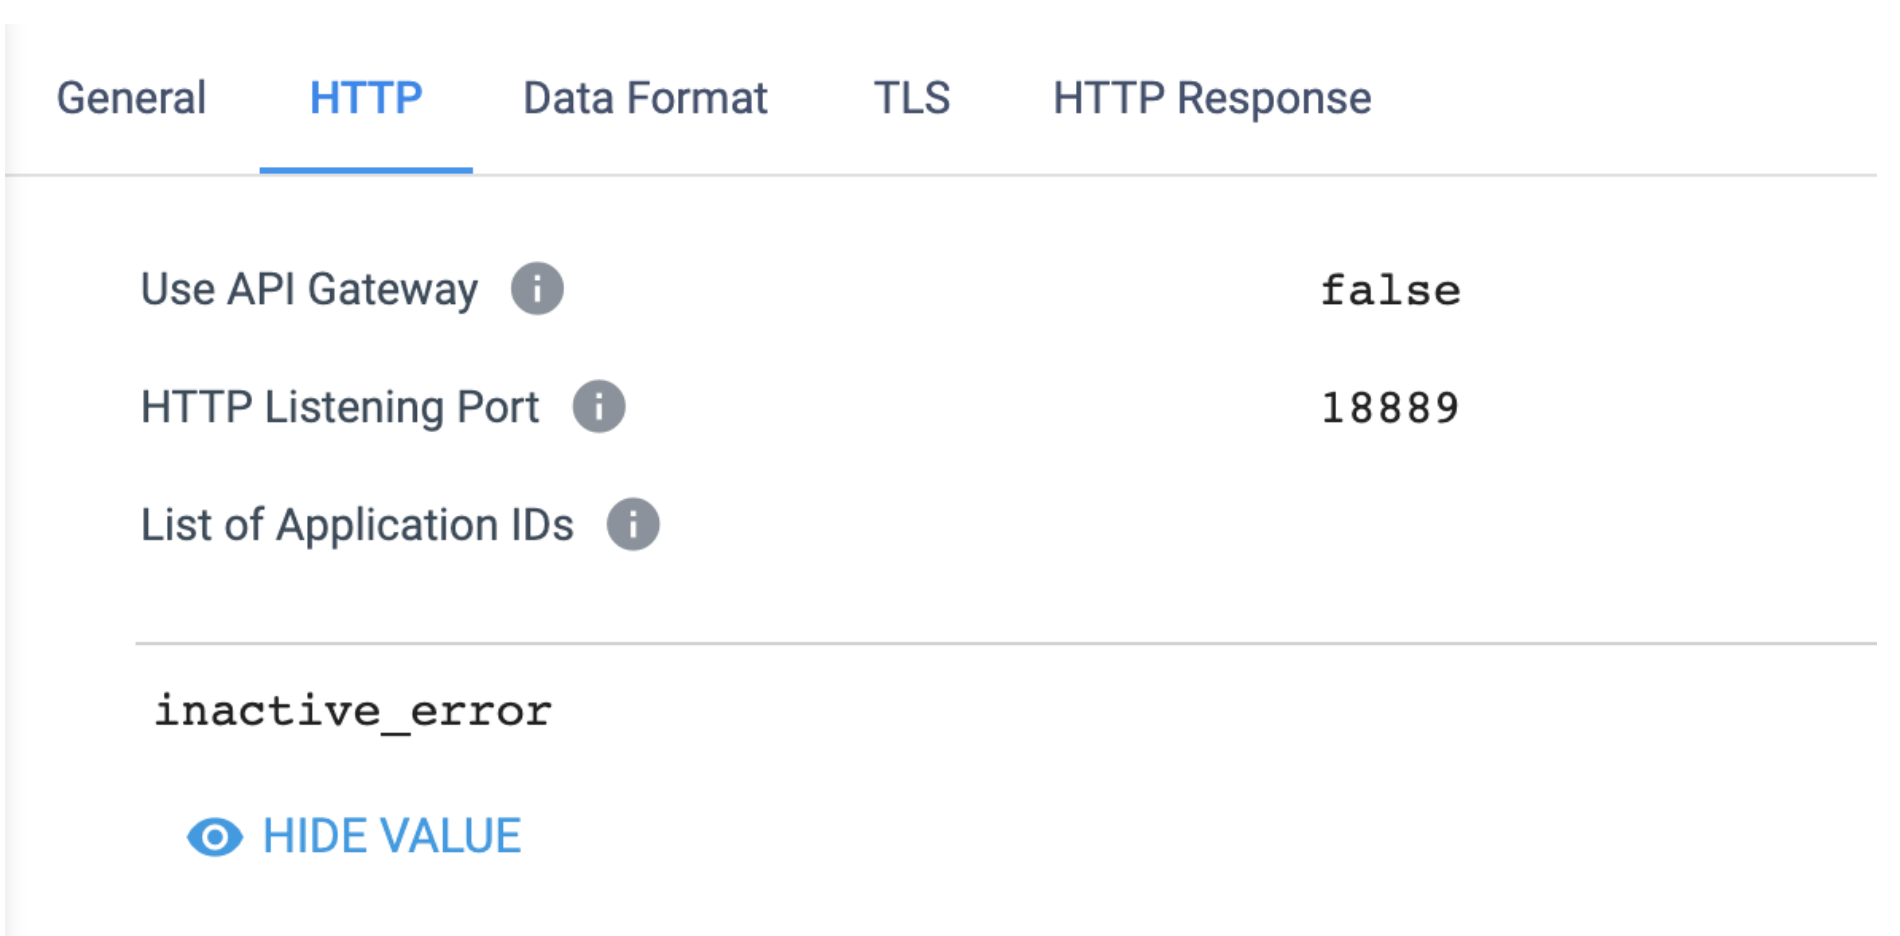 General HTTP Data Format TLS HTTP Response
Use API Gateway i false
HTTP Listening Port i 18889
List of Application IDs i
inactive_error
HIDE VALUE